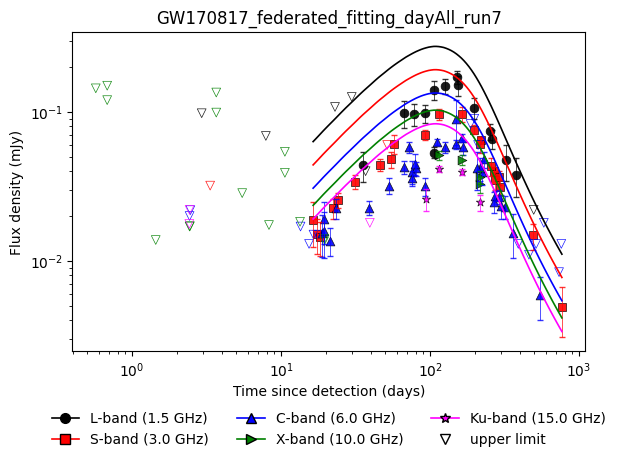 GW170817_federated_fitting_dayAll_run7
Flux density (mJy)
10⁻¹
10⁻²
10⁰
10¹
10²
10³
Time since detection (days)
L-band (1.5 GHz)
S-band (3.0 GHz)
C-band (6.0 GHz)
X-band (10.0 GHz)
Ku-band (15.0 GHz)
upper limit